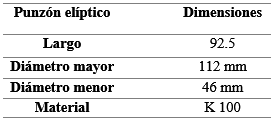 Punzón elíptico Dimensiones
Largo 92.5
Diámetro mayor 112 mm
Diámetro menor 46 mm
Material K 100